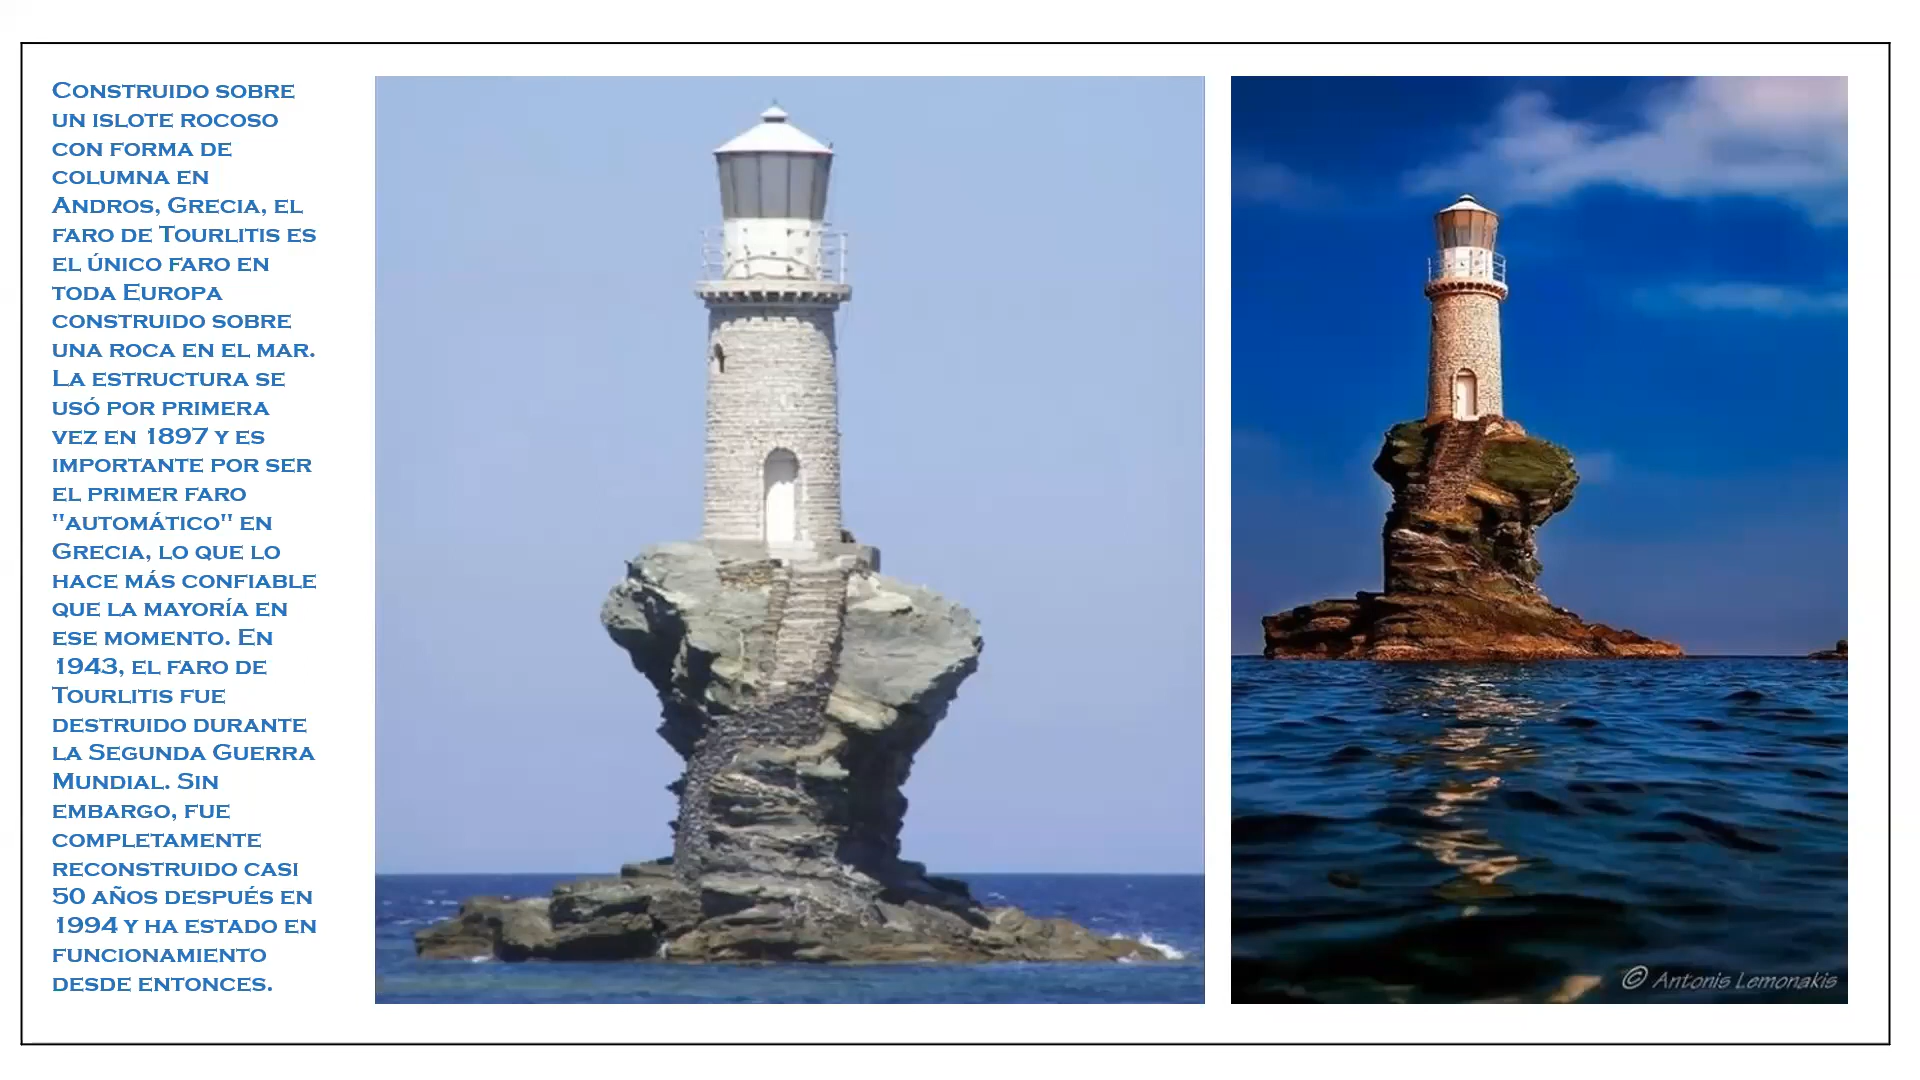 Construido sobre
un islote rocoso
con forma de
columna en
Andros, Grecia, el
faro de Tourlitis es
el único faro en
toda Europa
construido sobre
una roca en el mar.
La estructura se
usó por primera
vez en 1897 y es
importante por ser
el primer faro
"automático" en
Grecia, lo que lo
hace más confiable
que la mayoría en
ese momento. En
1943, el faro de
Tourlitis fue
destruido durante
la Segunda Guerra
Mundial. Sin
embargo, fue
completamente
reconstruido casi
50 años después en
1994 y ha estado en
funcionamiento
desde entonces.
© Antonis Lemonakis